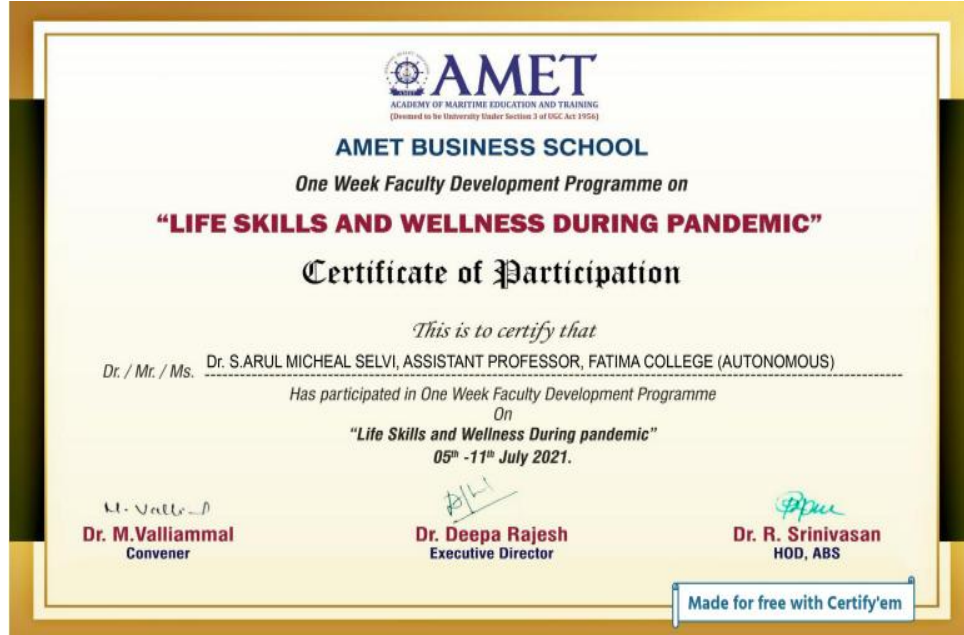 AMET
AMET
ACADEMY OF MARITIME EDUCATION AND TRAINING
(Deemed to be University Under Section 3 of UGC Act 1956)
AMET BUSINESS SCHOOL
One Week Faculty Development Programme on
“LIFE SKILLS AND WELLNESS DURING PANDEMIC”
Certificate of Participation
This is to certify that
Dr. / Mr. / Ms. Dr. S.ARUL MICHEAL SELVI, ASSISTANT PROFESSOR, FATIMA COLLEGE (AUTONOMOUS)
Has participated in One Week Faculty Development Programme
On
“Life Skills and Wellness During pandemic”
05th -11th July 2021.
Dr. M.Valliammal Dr. Deepa Rajesh Dr. R. Srinivasan
Convener Executive Director HOD, ABS
Made for free with Certify'em